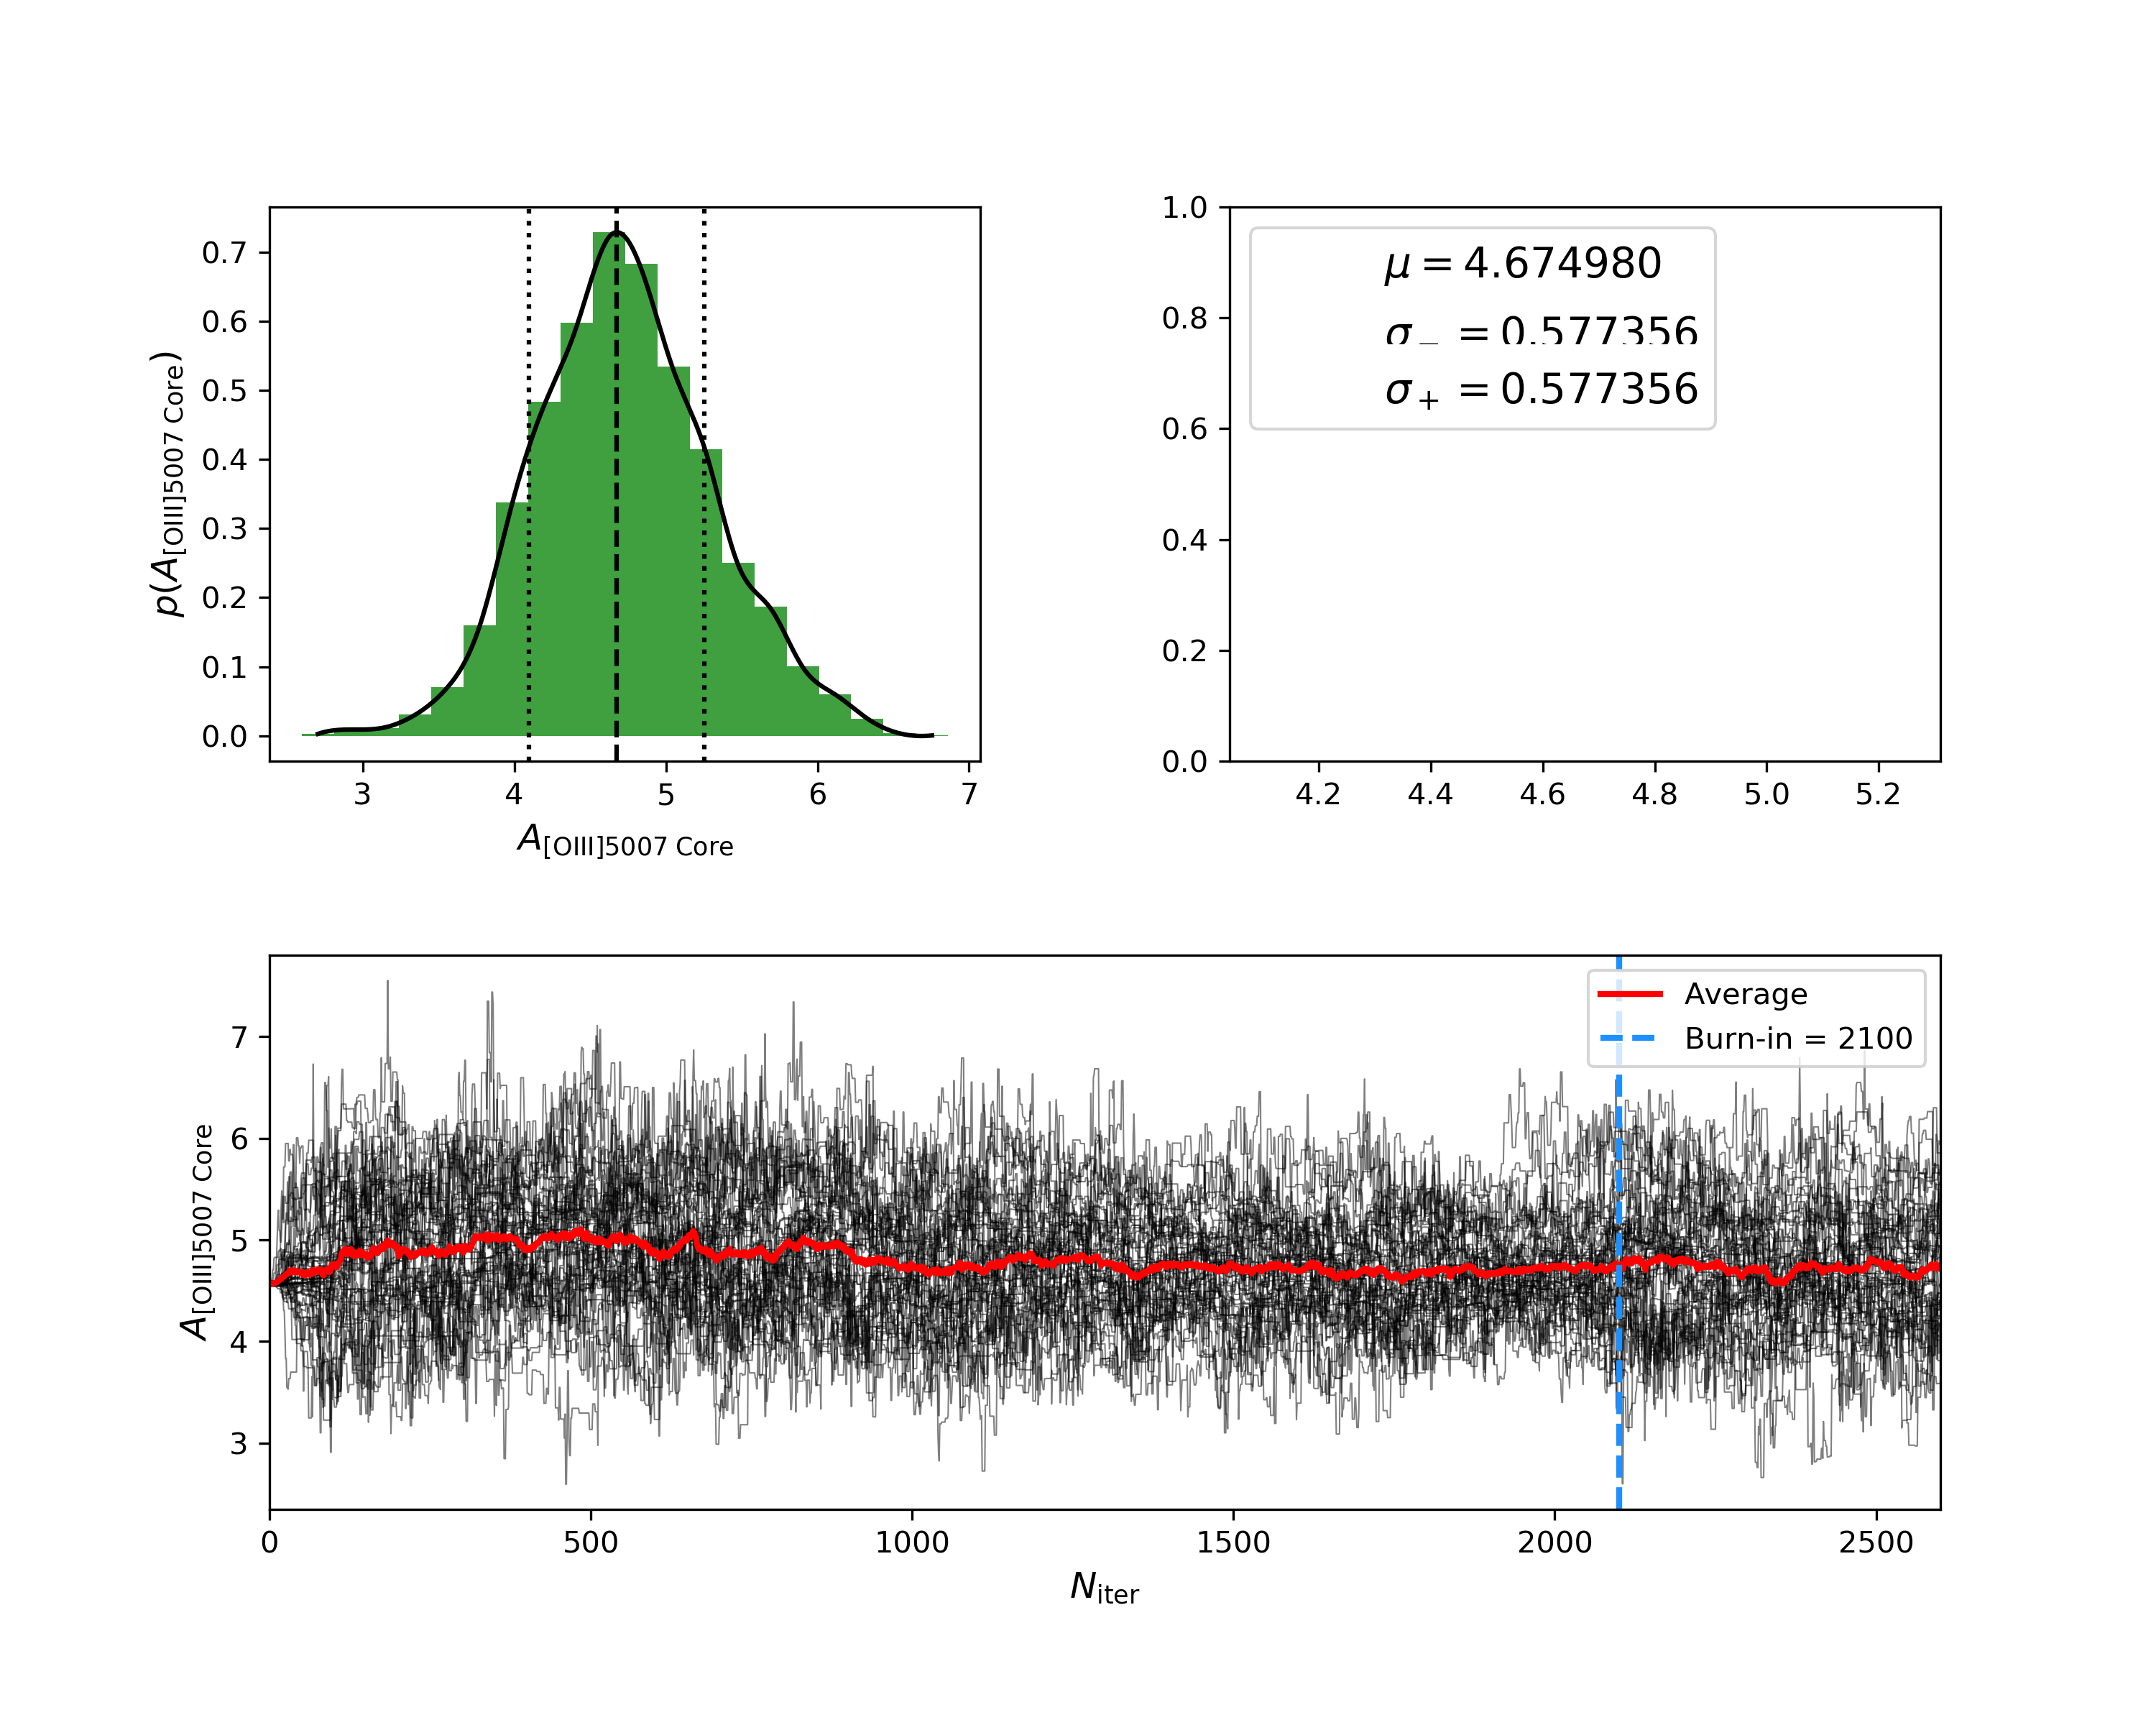 0.7
0.6
0.5
0.4
0.3
0.2
0.1
0.0
p(A[OIII]5007 Core)
3 4 5 6 7
A[OIII]5007 Core
1.0
0.8
0.6
0.4
0.2
0.0
μ = 4.674980
σ− = 0.577356
σ+ = 0.577356
4.2 4.4 4.6 4.8 5.0 5.2
7
6
5
4
3
A[OIII]5007 Core
Average
Burn-in = 2100
0 500 1000 1500 2000 2500
Niter